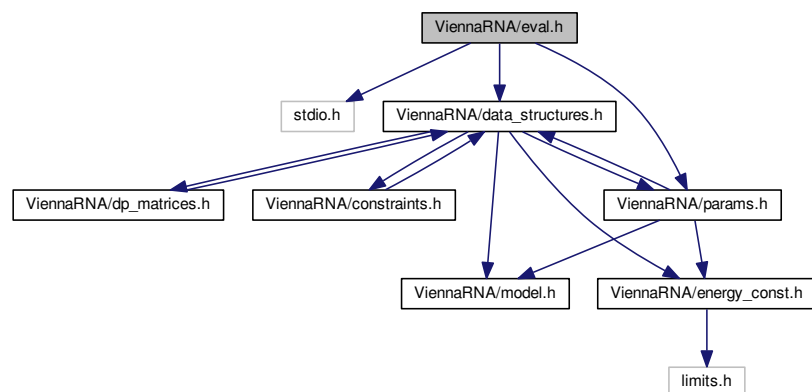 ViennaRNA/eval.h
stdio.h
ViennaRNA/data_structures.h
ViennaRNA/dp_matrices.h
ViennaRNA/constraints.h
ViennaRNA/params.h
ViennaRNA/model.h
ViennaRNA/energy_const.h
limits.h